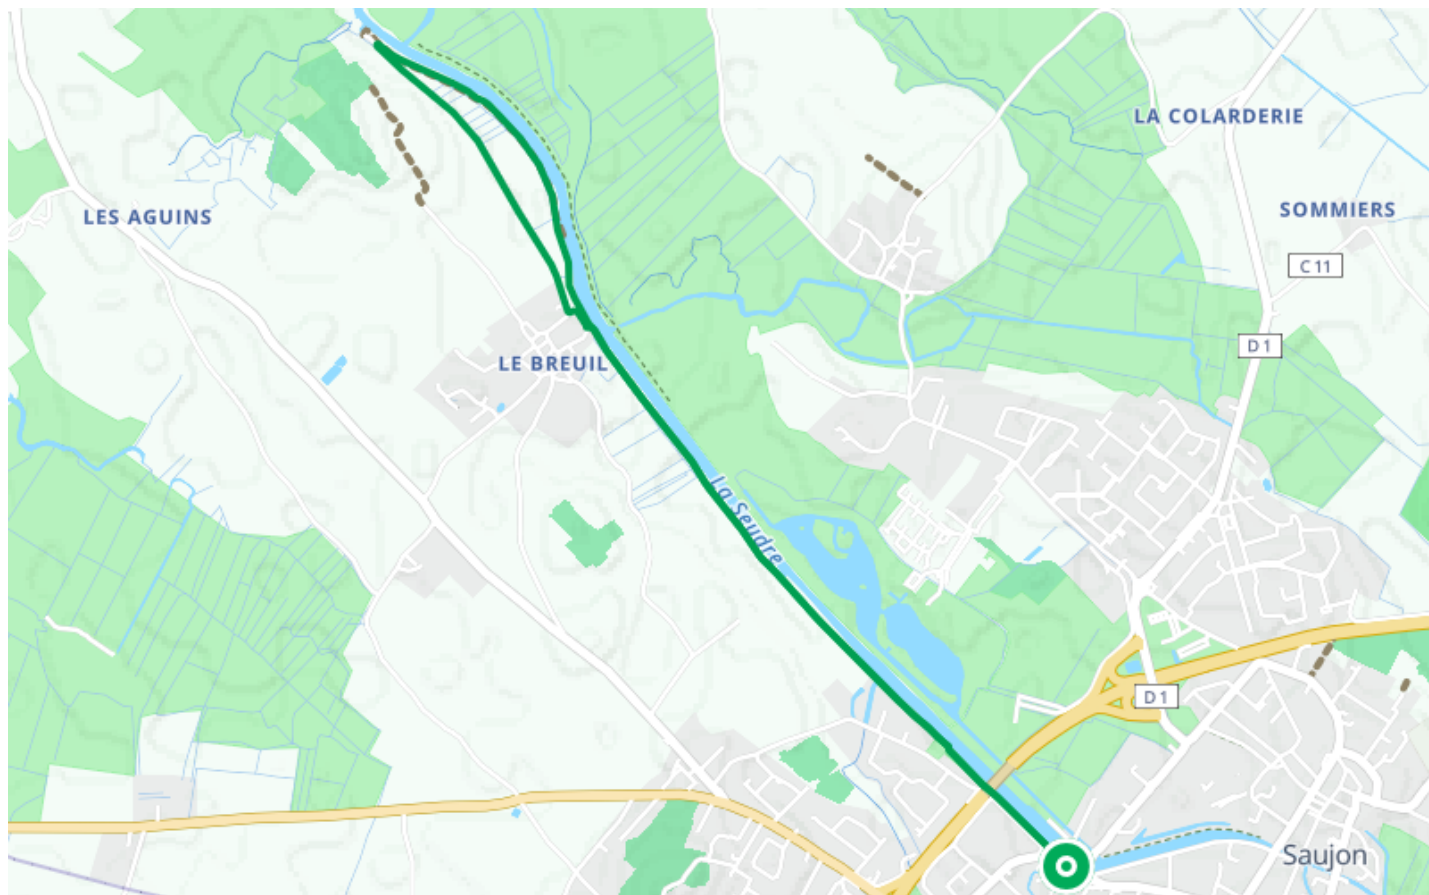 LA COLARDERIE
LES AGUINS
SOMMIERS
C 11
D 1
LE BREUIL
La Seudre
D 1
Saujon